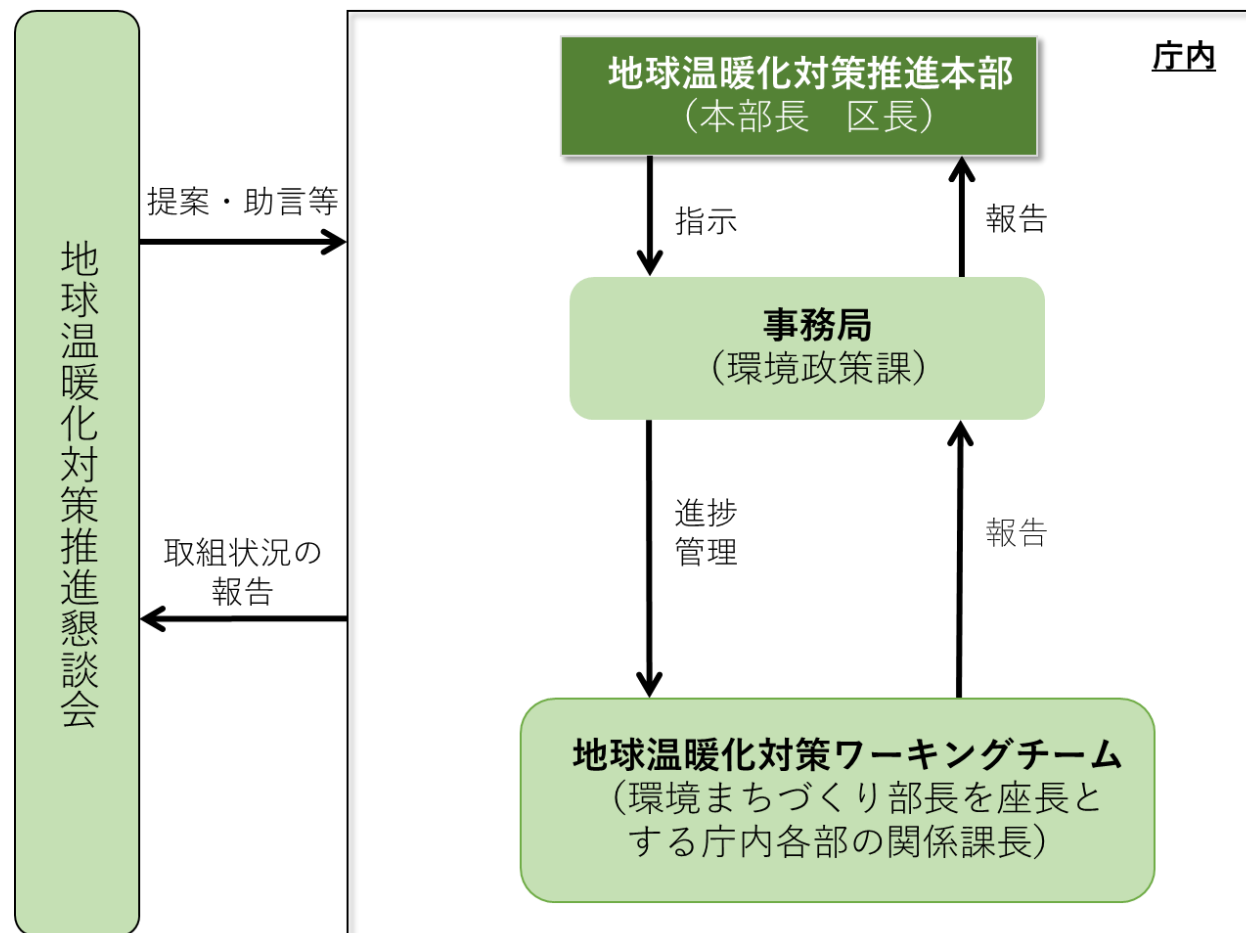 庁内
地球温暖化対策推進本部
（本部長　区長）
提案・助言等
指示
報告
地球温暖化対策推進懇談会
事務局
（環境政策課）
進捗
管理
報告
取組状況の
報告
地球温暖化対策ワーキングチーム
（環境まちづくり部長を座長と
する庁内各部の関係課長）